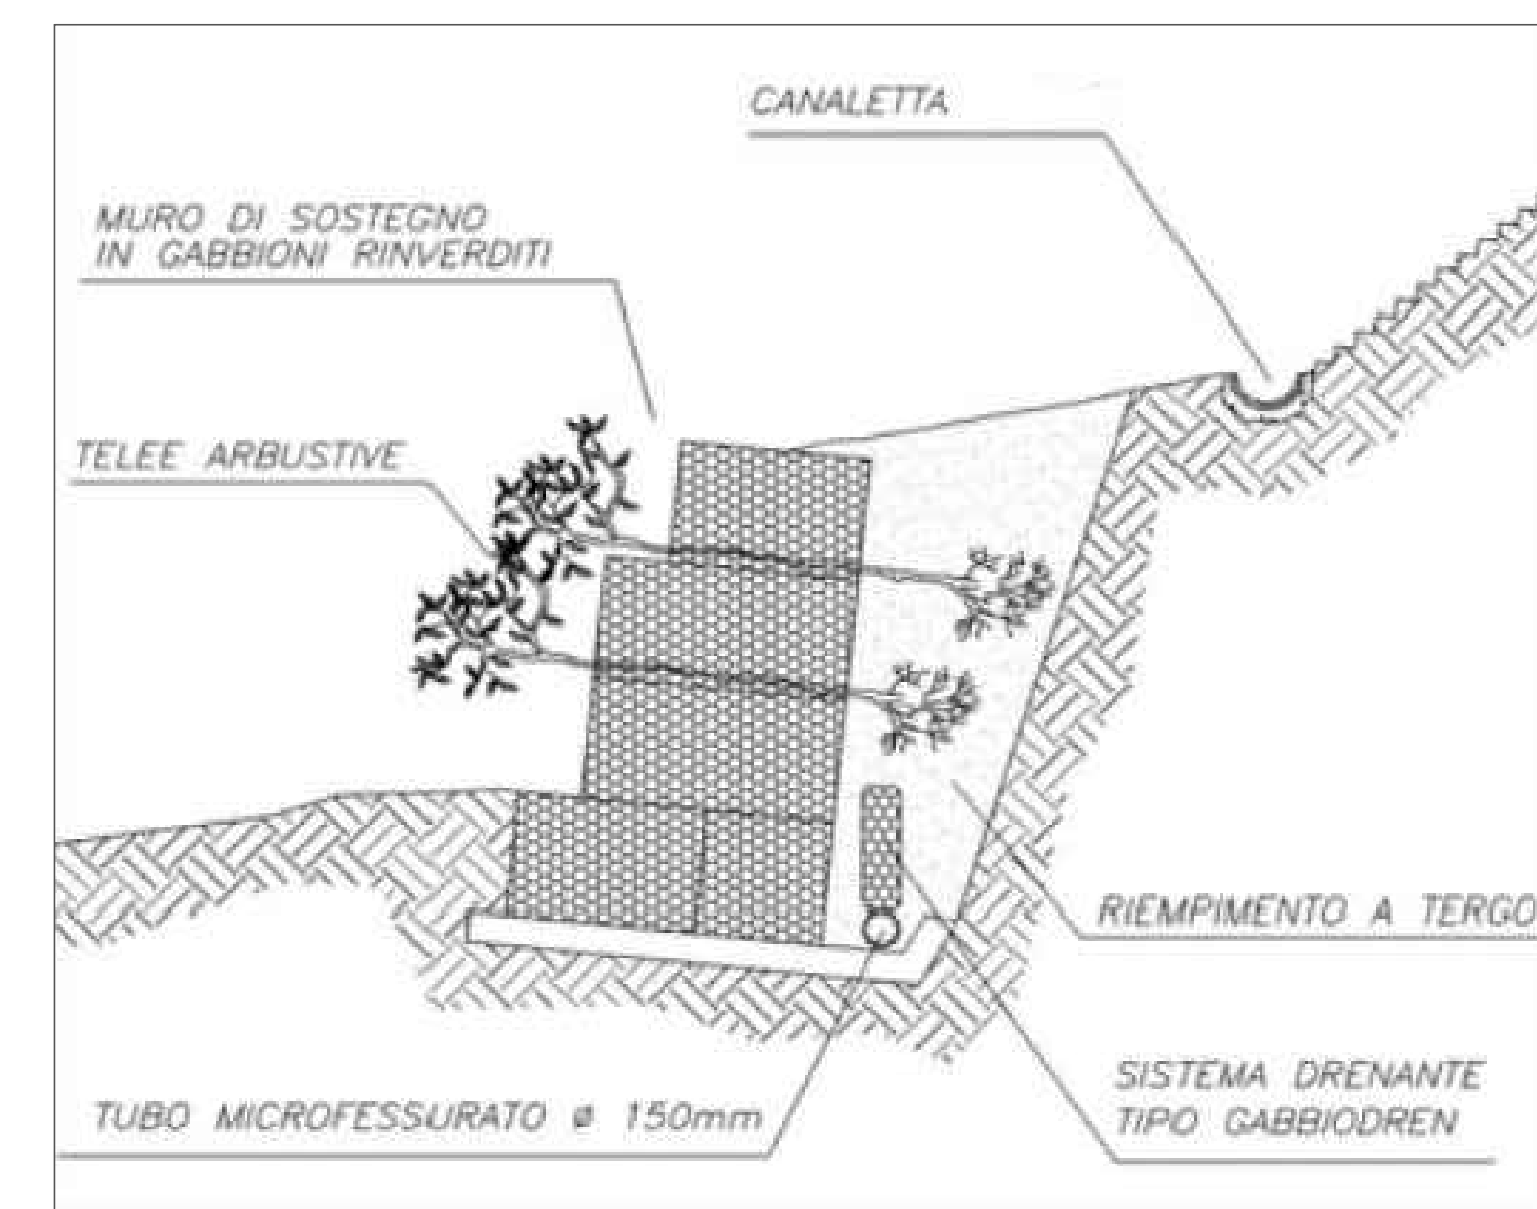 CANALETTA
MURO DI SOSTEGNO
IN GABBIONI RINVERDITI
TELEE ARBUSTIVE
RIEMPIMENTO A TERGO
SISTEMA DRENANTE
TIPO GABBIODREN
TUBO MICROFESSURATO ø 150mm